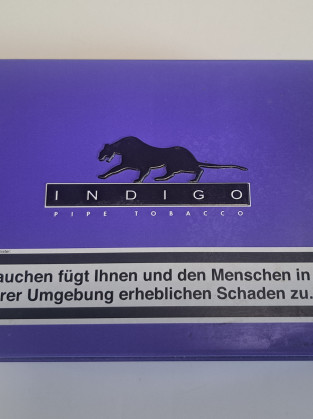 INDIGO
PIPE TOBACCO
auchen fügt Ihnen und den Menschen in
rer Umgebung erheblichen Schaden zu.